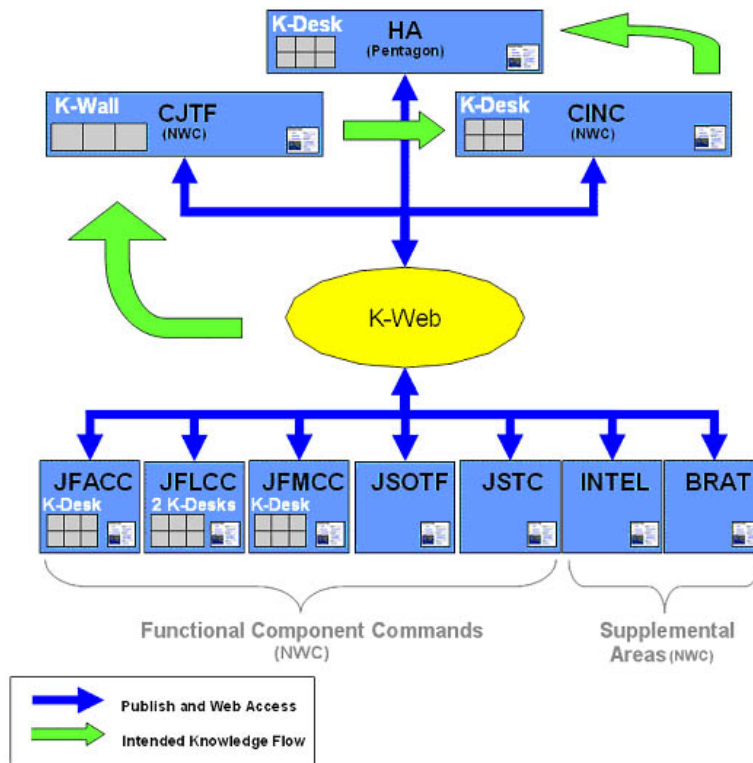 K-Desk
HA
(Pentagon)
K-Wall
CJTF
(NWC)
K-Desk
CINC
(NWC)
K-Web
JFACC
K-Desk
JFLCC
2 K-Desks
JFMCC
K-Desk
JSOTF
JSTC
INTEL
BRAT
Functional Component Commands
(NWC)
Supplemental
Areas (NWC)
Publish and Web Access
Intended Knowledge Flow